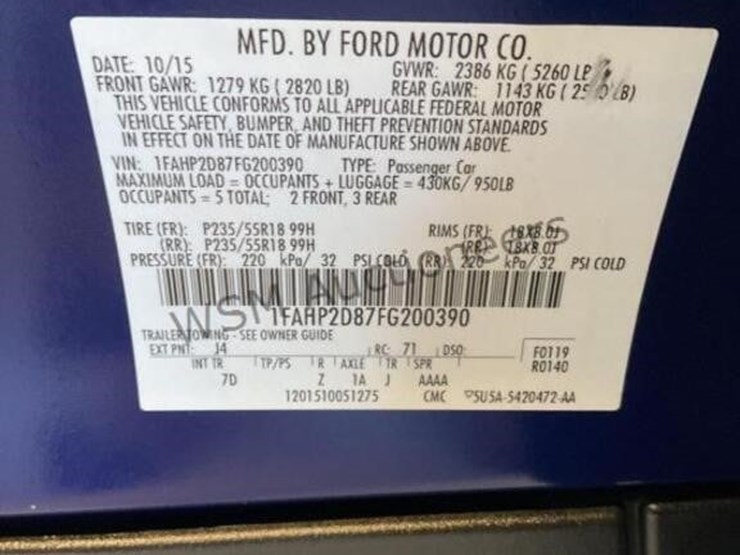 MFD. BY FORD MOTOR CO.
DATE: 10/15 GVWR: 2386 KG ( 5260 LB
FRONT GAWR: 1279 KG ( 2820 LB) REAR GAWR: 1143 KG ( LB)
THIS VEHICLE CONFORMS TO ALL APPLICABLE FEDERAL MOTOR
VEHICLE SAFETY, BUMPER, AND THEFT PREVENTION STANDARDS
IN EFFECT ON THE DATE OF MANUFACTURE SHOWN ABOVE.
VIN: 1FAHP2D87FG200390 TYPE: Passenger Car
MAXIMUM LOAD = OCCUPANTS + LUGGAGE = 430KG/ 950LB
OCCUPANTS = 5 TOTAL; 2 FRONT, 3 REAR
TIRE (FR): P235/55R18 99H RIMS (FR): 18X8.0J
(RR): P235/55R18 99H (RR): 18X8.0J
PRESSURE (FR): 220 kPa/ 32 PSI COLD (RR): 220 kPa/ 32 PSI COLD
WSM Auctioneers
1FAHP2D87FG200390
TRAILER TOWING - SEE OWNER GUIDE
EXT PNT: J4 RC: 71 DSO: F0119
INT TR TP/PS R AXLE TR SPR R0140
7D Z 1A J AAAA
1201510051275 CMC 5U5A-5420472-AA